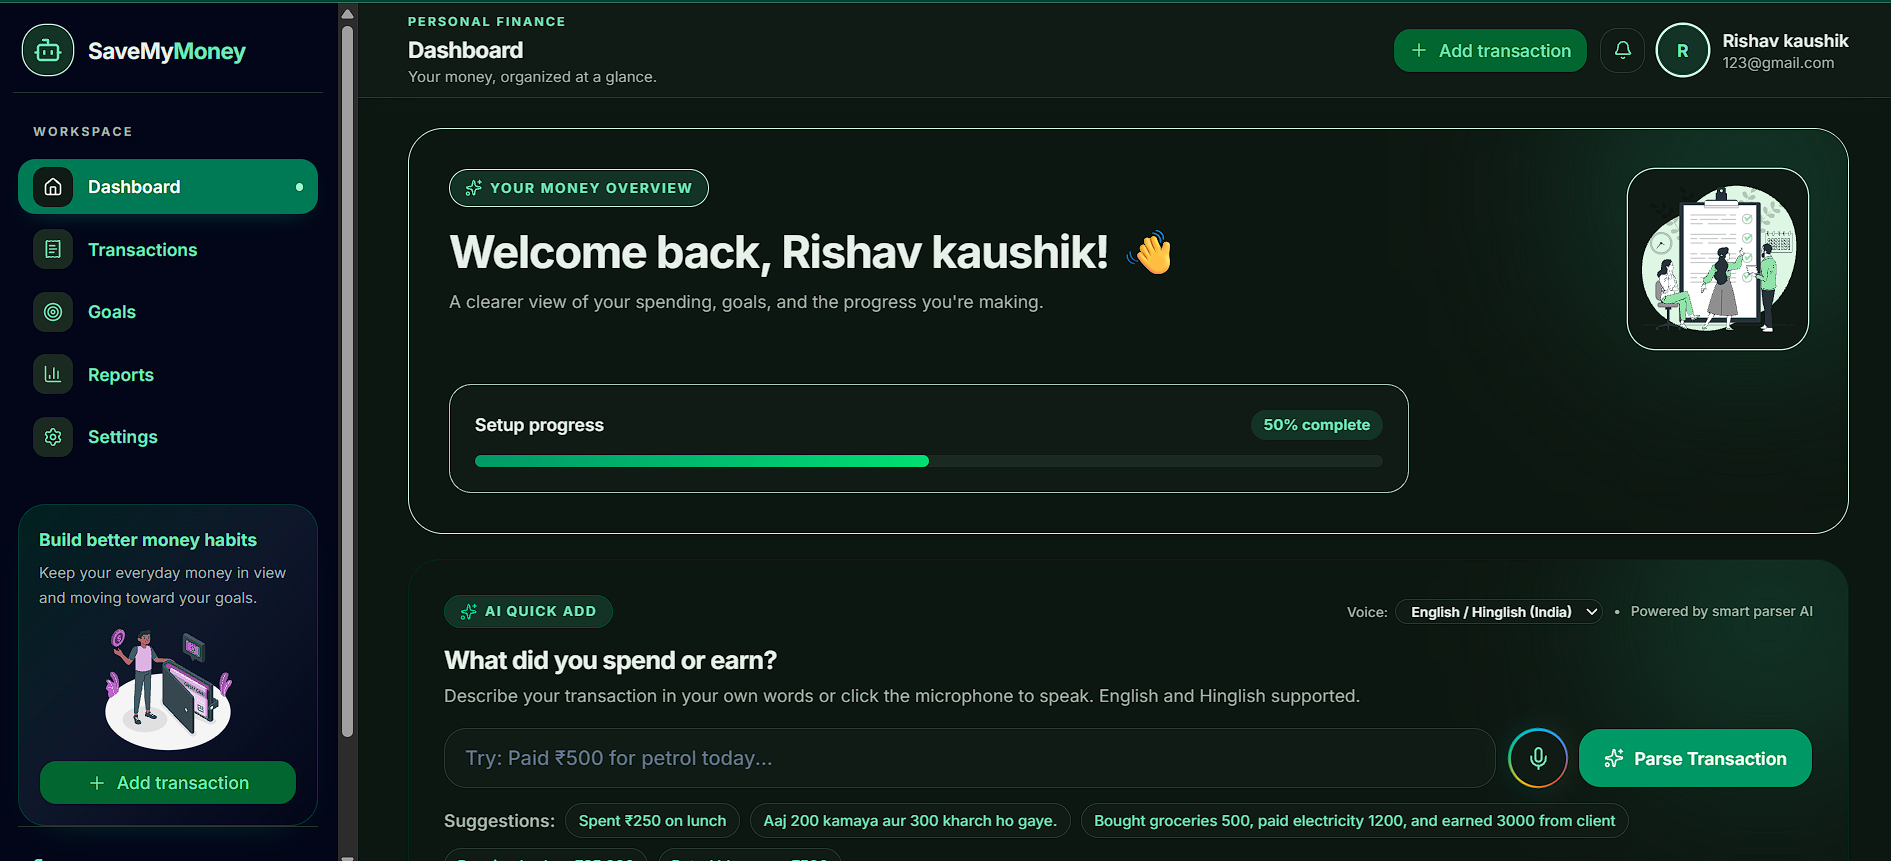 SaveMyMoney
WORKSPACE
Dashboard
Transactions
Goals
Reports
Settings
Build better money habits
Keep your everyday money in view
and moving toward your goals.
Add transaction
PERSONAL FINANCE
Dashboard
Your money, organized at a glance.
Add transaction
R
Rishav kaushik
123@gmail.com
YOUR MONEY OVERVIEW
Welcome back, Rishav kaushik! 👋
A clearer view of your spending, goals, and the progress you're making.
Setup progress
50% complete
AI QUICK ADD
Voice: English / Hinglish (India) • Powered by smart parser AI
What did you spend or earn?
Describe your transaction in your own words or click the microphone to speak. English and Hinglish supported.
Try: Paid ₹500 for petrol today...
Parse Transaction
Suggestions: Spent ₹250 on lunch Aaj 200 kamaya aur 300 kharch ho gaye. Bought groceries 500, paid electricity 1200, and earned 3000 from client